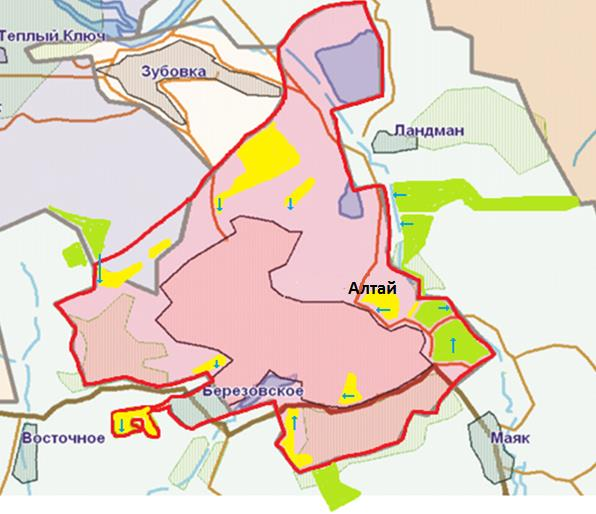 Теплый Ключ
Зубовка
Ландман
Алтай
Березовское
Восточное
Маяк